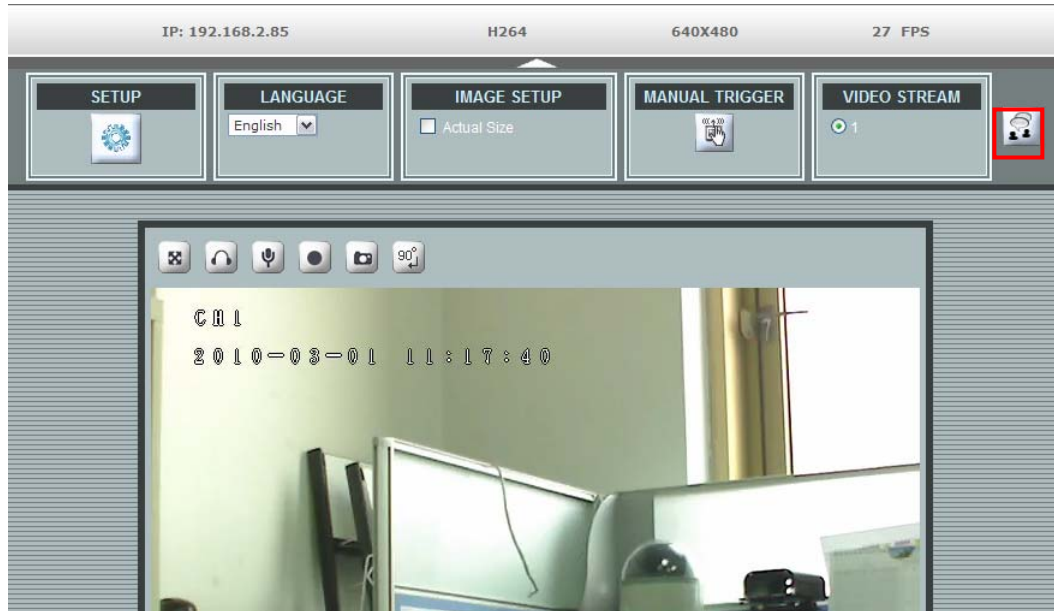 IP: 192.168.2.85 H264 640X480 27 FPS
SETUP LANGUAGE IMAGE SETUP MANUAL TRIGGER VIDEO STREAM
English Actual Size 1
90°
CH1
2010-03-01 11:17:40